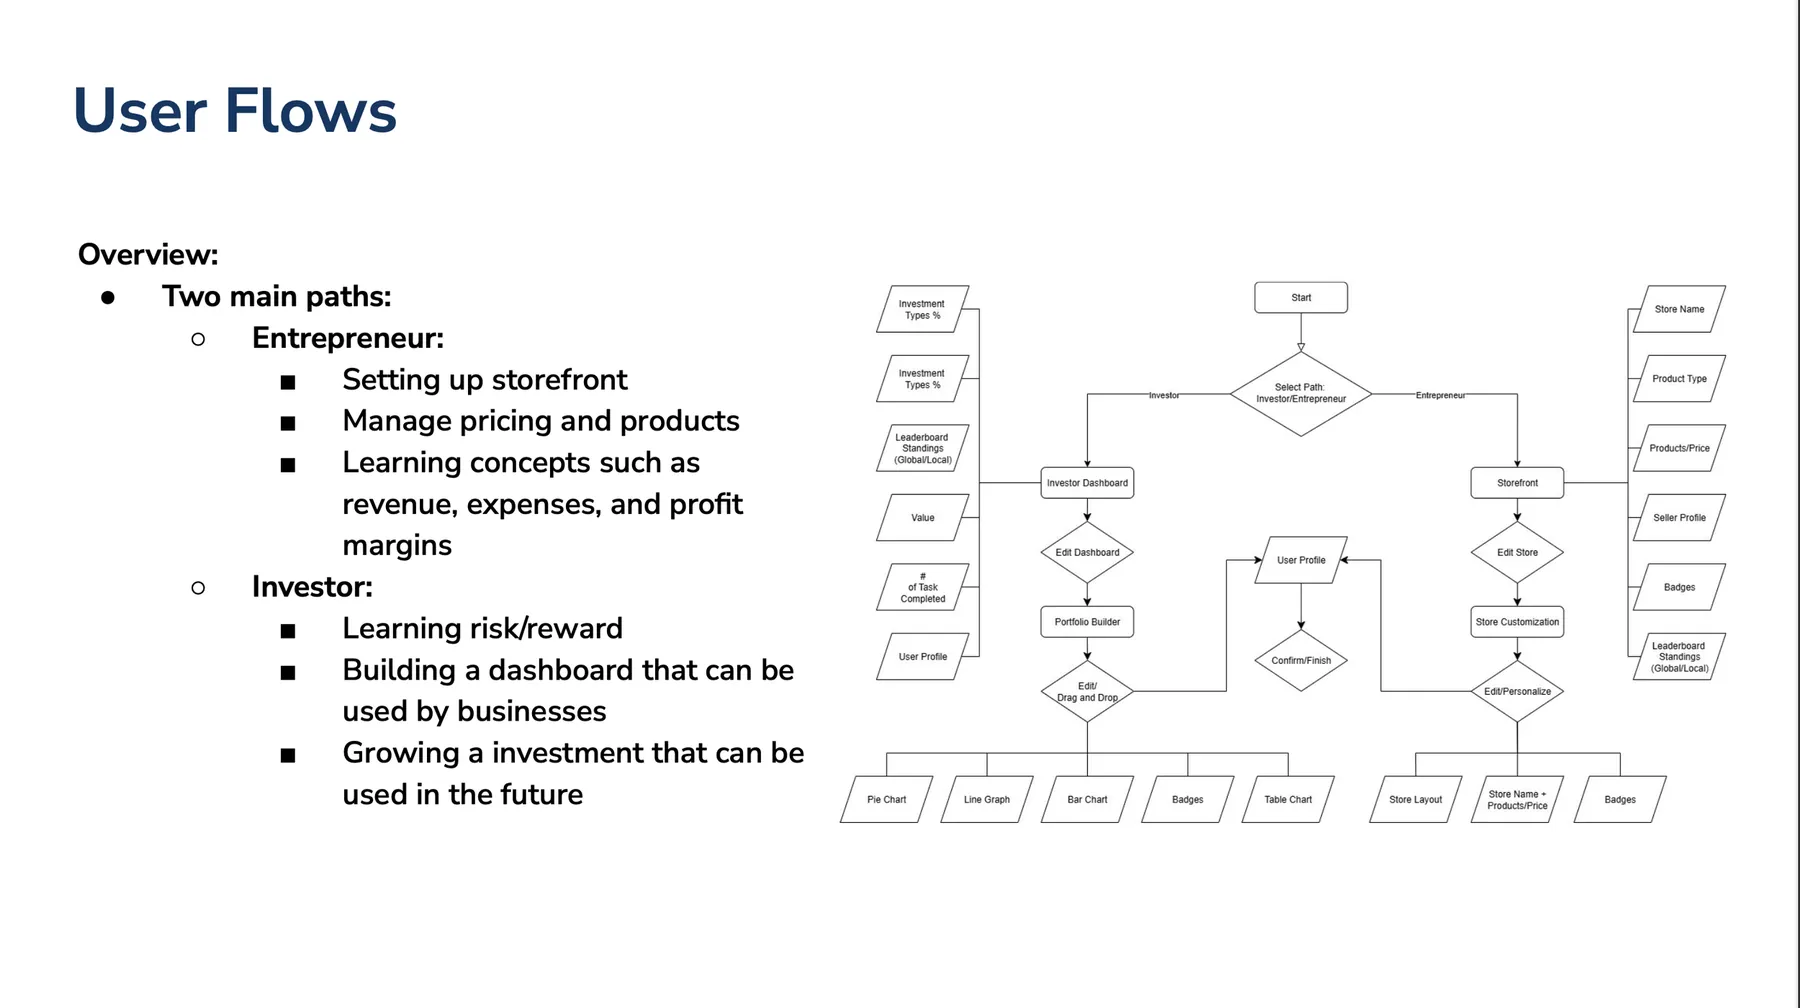 User Flows
Overview:
● Two main paths:
○ Entrepreneur:
■ Setting up storefront
■ Manage pricing and products
■ Learning concepts such as
revenue, expenses, and profit
margins
○ Investor:
■ Learning risk/reward
■ Building a dashboard that can be
used by businesses
■ Growing a investment that can be
used in the future
Start
Select Path:
Investor/Entrepreneur
Investor
Entrepreneur
Investment
Types %
Investment
Types %
Leaderboard
Standings
(Global/Local)
Value
#
of Task
Completed
User Profile
Investor Dashboard
Edit Dashboard
Portfolio Builder
Edit/
Drag and Drop
Pie Chart
Line Graph
Bar Chart
Badges
Table Chart
User Profile
Confirm/Finish
Storefront
Edit Store
Store Customization
Edit/Personalize
Store Layout
Store Name +
Products/Price
Badges
Store Name
Product Type
Products/Price
Seller Profile
Badges
Leaderboard
Standings
(Global/Local)